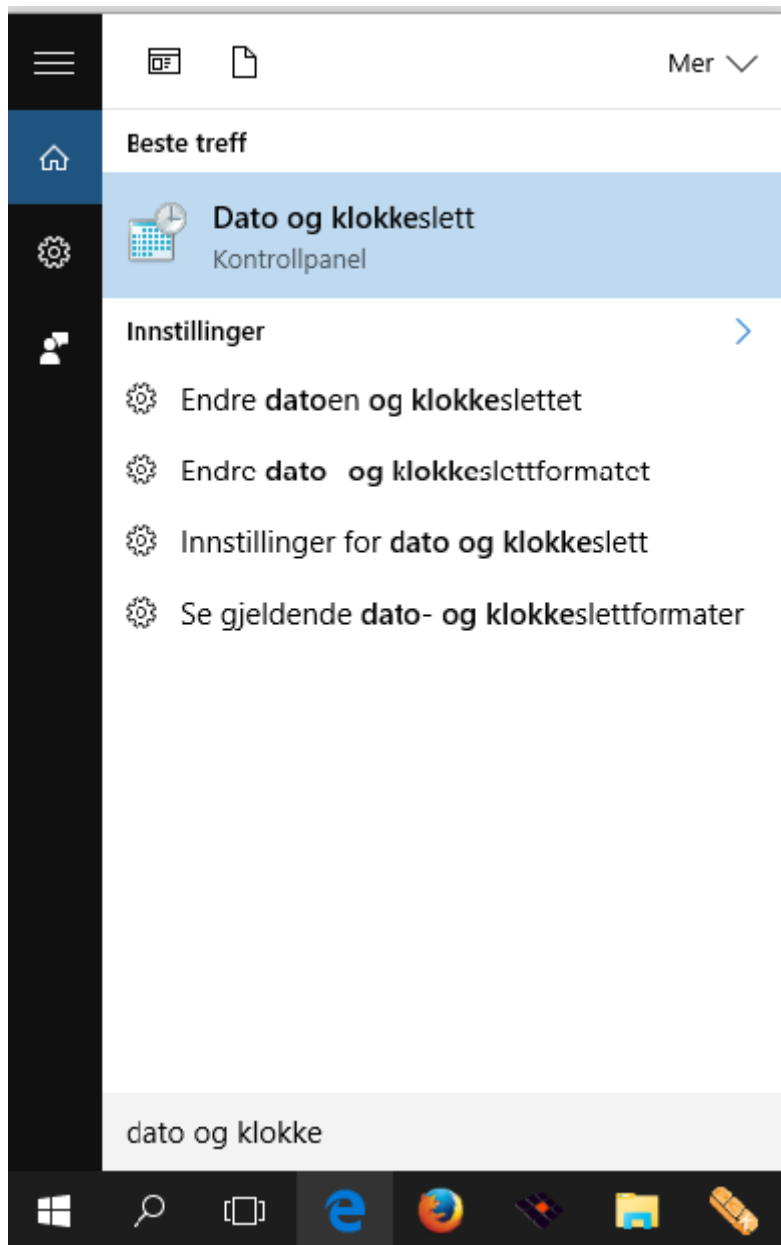 Mer
Beste treff
Dato og klokkeslett
Kontrollpanel
Innstillinger
Endre datoen og klokkeslettet
Endre dato og klokkeslettformatet
Innstillinger for dato og klokkeslett
Se gjeldende dato- og klokkeslettformater
dato og klokke